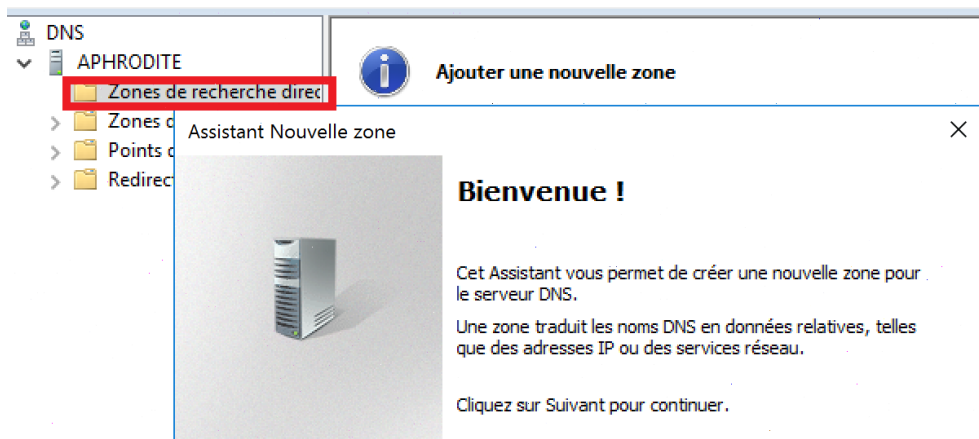 DNS
APHRODITE
Zones de recherche direc
Zones d
Points d
Redirec
Ajouter une nouvelle zone
Assistant Nouvelle zone
Bienvenue !
Cet Assistant vous permet de créer une nouvelle zone pour
le serveur DNS.
Une zone traduit les noms DNS en données relatives, telles
que des adresses IP ou des services réseau.
Cliquez sur Suivant pour continuer.